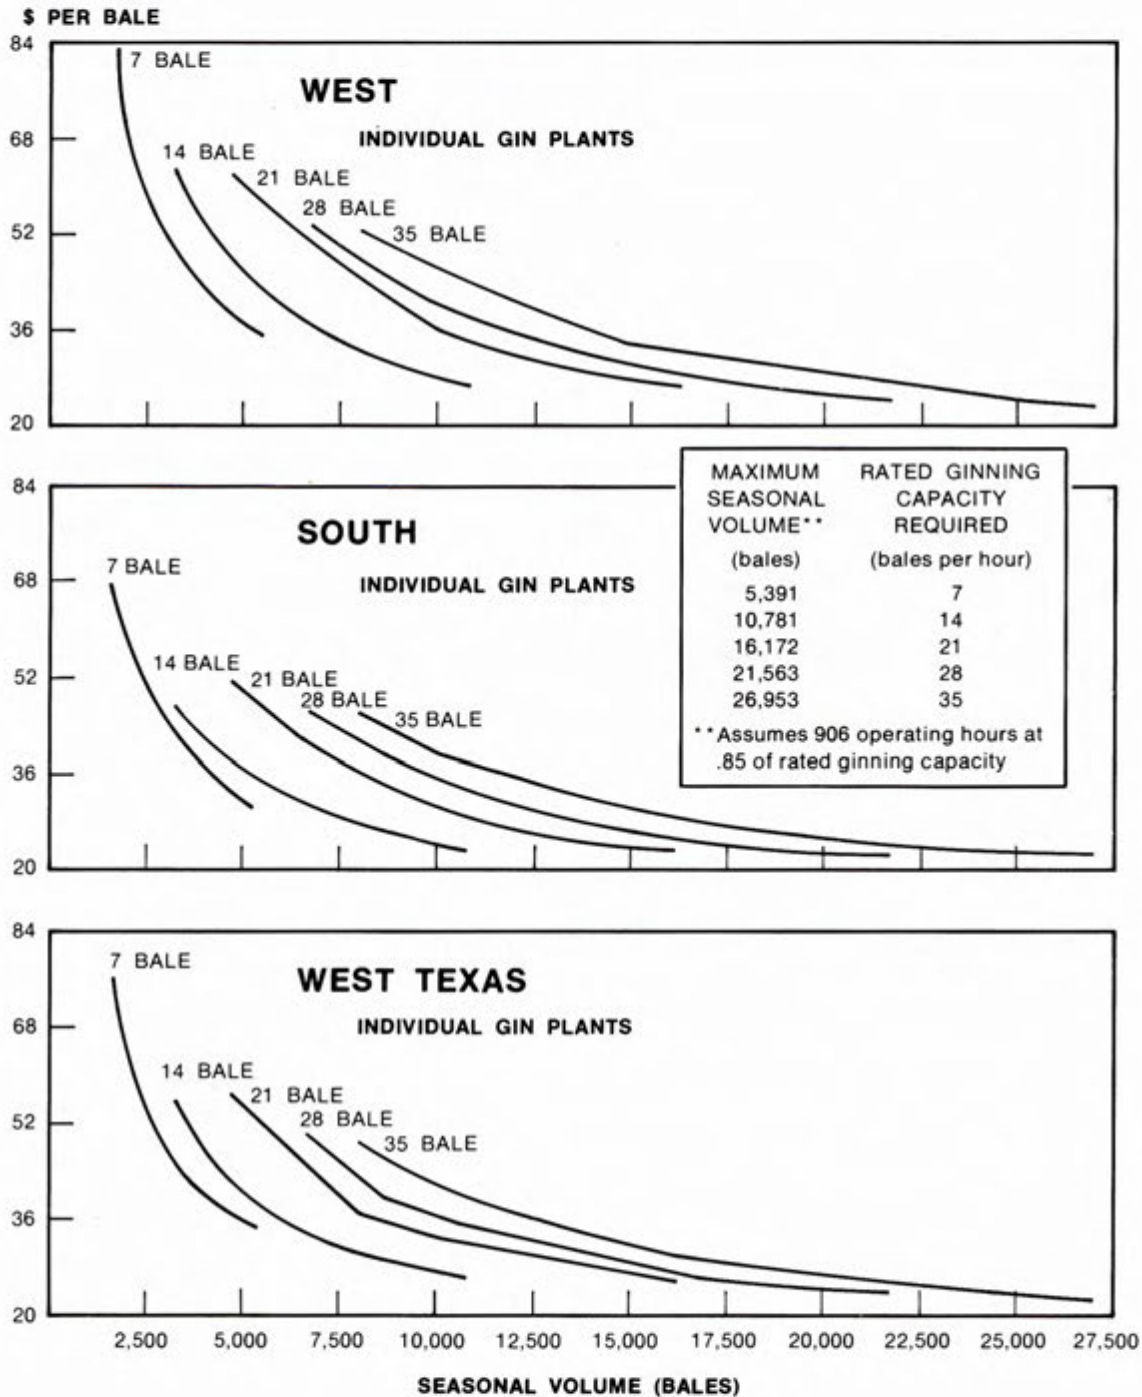 $ PER BALE
84
68
52
36
20
7 BALE
14 BALE
21 BALE
28 BALE
35 BALE
WEST
INDIVIDUAL GIN PLANTS
84
68
52
36
20
7 BALE
14 BALE
21 BALE
28 BALE
35 BALE
SOUTH
INDIVIDUAL GIN PLANTS
MAXIMUM RATED GINNING
SEASONAL CAPACITY
VOLUME** REQUIRED
(bales) (bales per hour)
5,391 7
10,781 14
16,172 21
21,563 28
26,953 35
**Assumes 906 operating hours at
.85 of rated ginning capacity
84
68
52
36
20
7 BALE
14 BALE
21 BALE
28 BALE
35 BALE
WEST TEXAS
INDIVIDUAL GIN PLANTS
2,500 5,000 7,500 10,000 12,500 15,000 17,500 20,000 22,500 25,000 27,500
SEASONAL VOLUME (BALES)